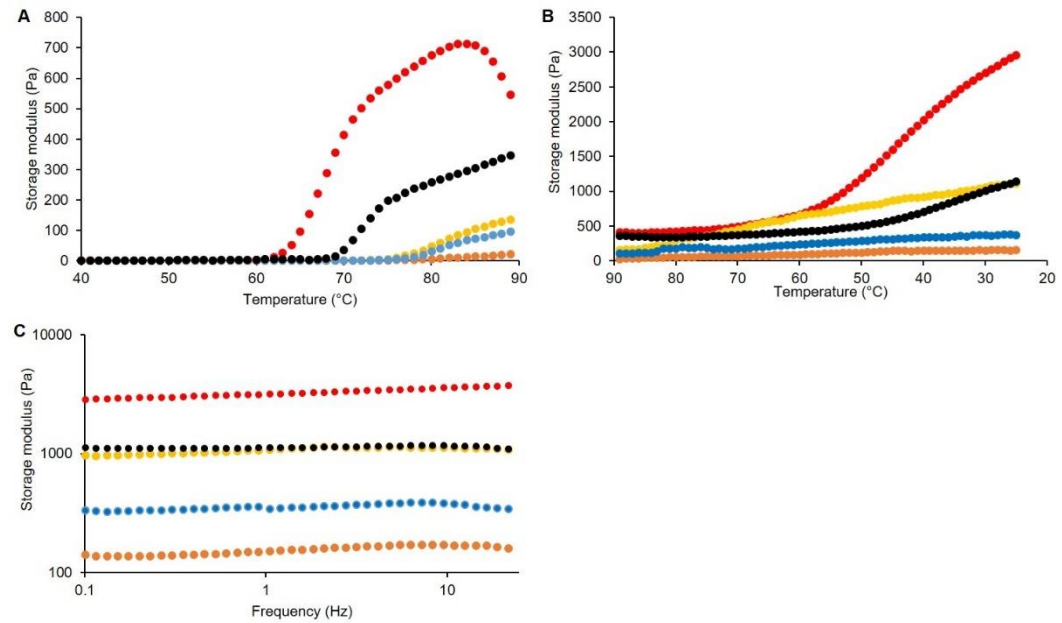 A
Storage modulus (Pa)
800
700
600
500
400
300
200
100
0
40 50 60 70 80 90
Temperature (°C)
B
Storage modulus (Pa)
3500
3000
2500
2000
1500
1000
500
0
90 80 70 60 50 40 30 20
Temperature (°C)
C
Storage modulus (Pa)
10000
1000
100
0.1 1 10
Frequency (Hz)